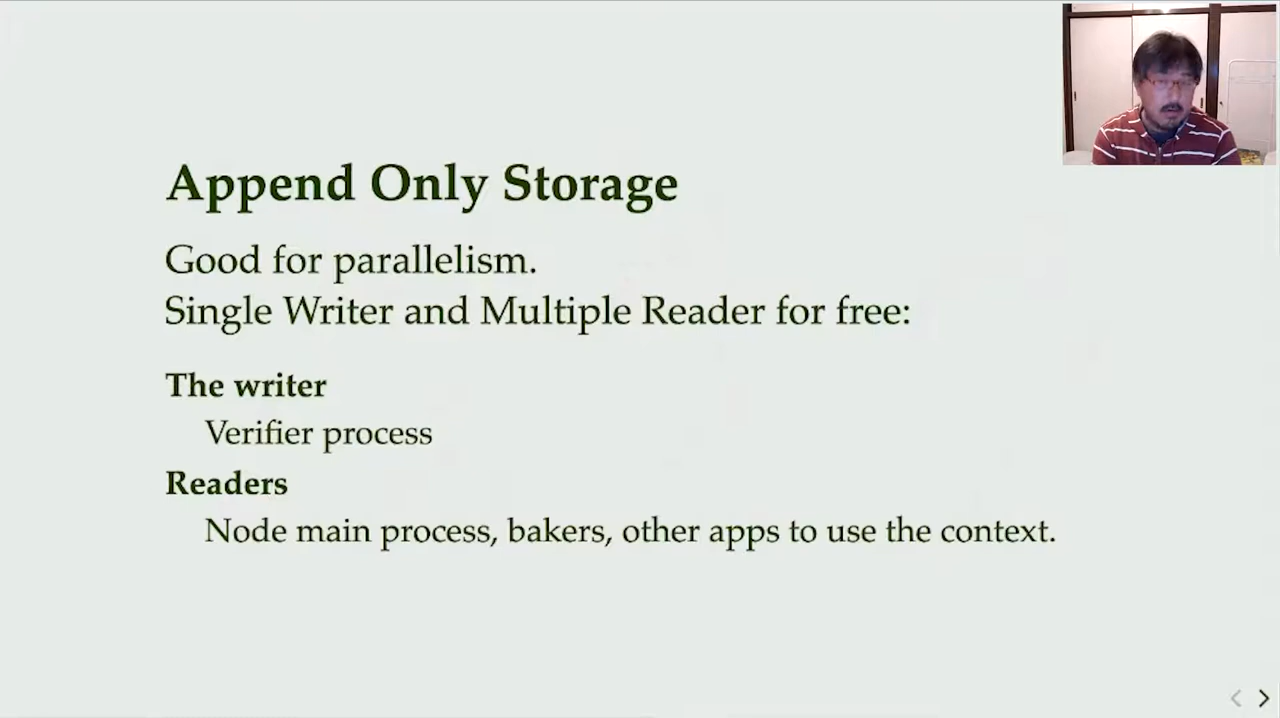 Append Only Storage
Good for parallelism.
Single Writer and Multiple Reader for free:
The writer
Verifier process
Readers
Node main process, bakers, other apps to use the context.